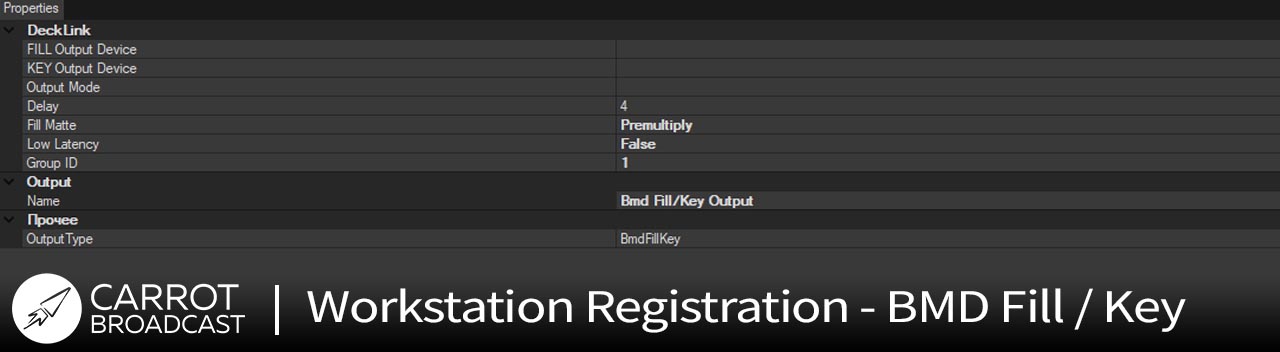 Properties
DeckLink
FILL Output Device
KEY Output Device
Output Mode
Delay 4
Fill Matte Premultiply
Low Latency False
Group ID 1
Output
Name Bmd Fill/Key Output
Прочее
OutputType BmdFillKey
CARROT
BROADCAST
Workstation Registration - BMD Fill / Key